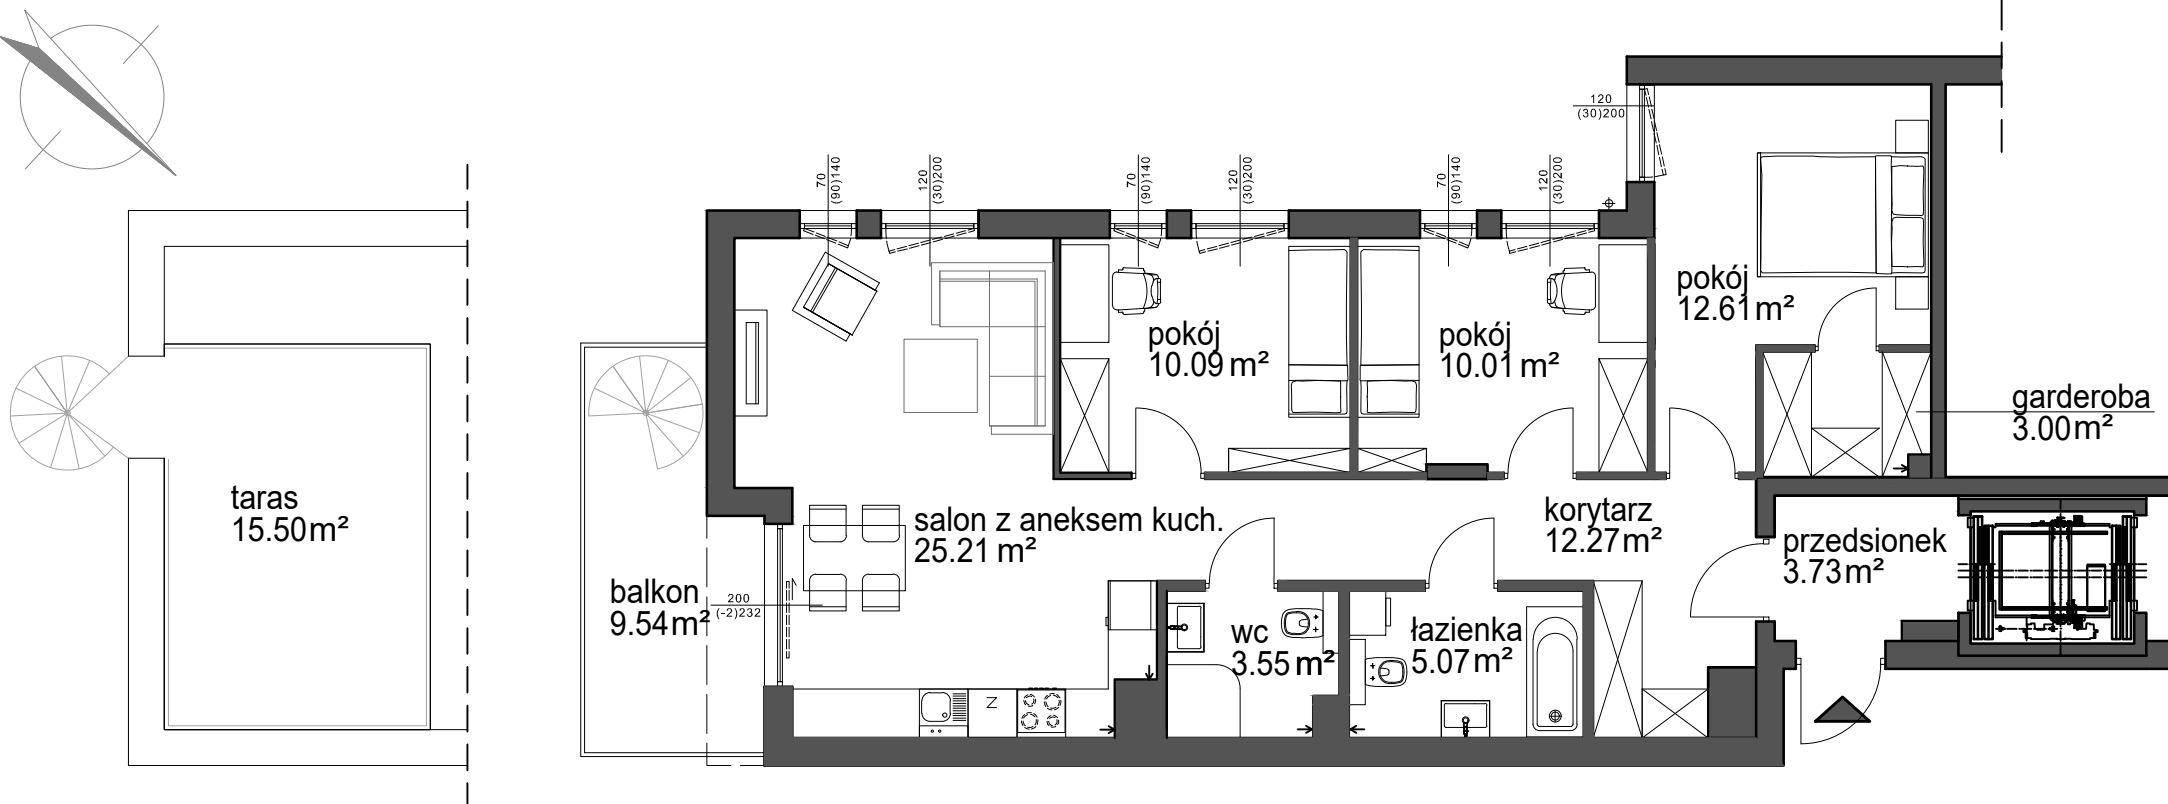 120
(30)200
70
(90)140
120
(30)200
70
(90)140
120
(30)200
70
(90)140
120
(30)200
pokój
12.61 m²
pokój
10.09 m²
pokój
10.01 m²
garderoba
3.00 m²
taras
15.50 m²
salon z aneksem kuch.
25.21 m²
korytarz
12.27 m²
przedsionek
3.73 m²
balkon
9.54 m²
200
(-2)232
wc
3.55 m²
łazienka
5.07 m²
Z